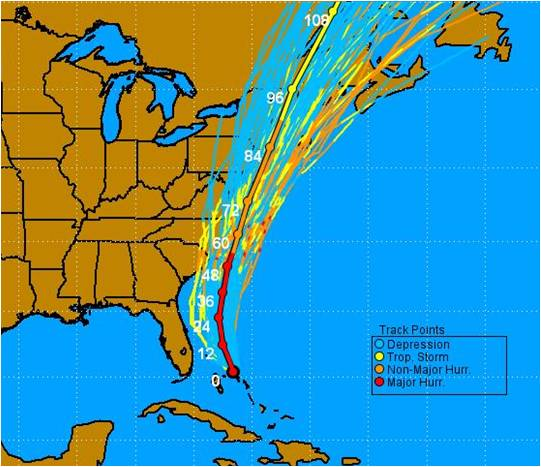 108
96
84
72
60
48
36
24
12
0
Track Points
Depression
Trop. Storm
Non-Major Hurr.
Major Hurr.